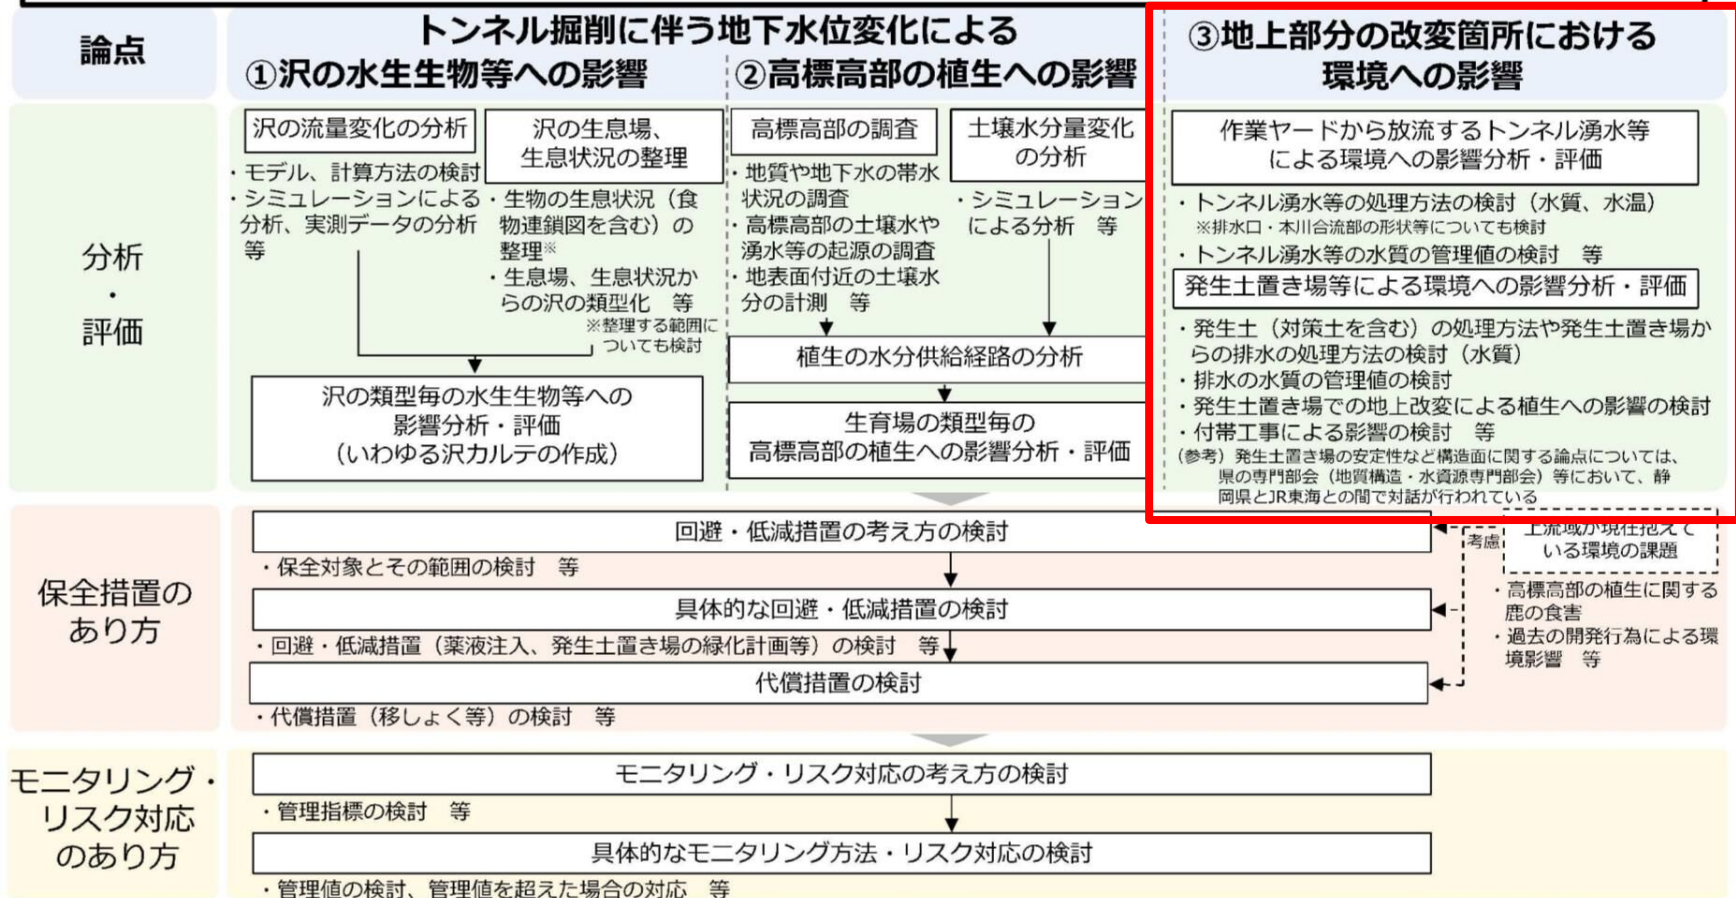 論点
トンネル掘削に伴う地下水位変化による
①沢の水生生物等への影響
②高標高部の植生への影響
③地上部分の改変箇所における
環境への影響
分析
・
評価
沢の流量変化の分析
・モデル、計算方法の検討
・シミュレーションによる
分析、実測データの分析
等
沢の生息場、
生息状況の整理
・生物の生息状況（食
物連鎖図を含む）の
整理※
・生息場、生息状況か
らの沢の類型化　等
※整理する範囲に
ついても検討
沢の類型毎の水生生物等への
影響分析・評価
（いわゆる沢カルテの作成）
高標高部の調査
・地質や地下水の帯水
状況の調査
・高標高部の土壌水や
湧水等の起源の調査
・地表面付近の土壌水
分の計測　等
土壌水分量変化
の分析
・シミュレーション
による分析　等
植生の水分供給経路の分析
生育場の類型毎の
高標高部の植生への影響分析・評価
作業ヤードから放流するトンネル湧水等
による環境への影響分析・評価
・トンネル湧水等の処理方法の検討（水質、水温）
※排水口・本川合流部の形状等についても検討
・トンネル湧水等の水質の管理値の検討　等
発生土置き場等による環境への影響分析・評価
・発生土（対策土を含む）の処理方法や発生土置き場か
らの排水の処理方法の検討（水質）
・排水の水質の管理値の検討
・発生土置き場での地上改変による植生への影響の検討
・付帯工事による影響の検討　等
（参考）発生土置き場の安定性など構造面に関する論点については、
県の専門部会（地質構造・水資源専門部会）等において、静
岡県とJR東海との間で対話が行われている
保全措置の
あり方
回避・低減措置の考え方の検討
・保全対象とその範囲の検討　等
具体的な回避・低減措置の検討
・回避・低減措置（薬液注入、発生土置き場の緑化計画等）の検討　等
代償措置の検討
・代償措置（移しょく等）の検討　等
考慮
上流域が現在抱えて
いる環境の課題
・高標高部の植生に関する
鹿の食害
・過去の開発行為による環
境影響　等
モニタリング・
リスク対応
のあり方
モニタリング・リスク対応の考え方の検討
・管理指標の検討　等
具体的なモニタリング方法・リスク対応の検討
・管理値の検討、管理値を超えた場合の対応　等